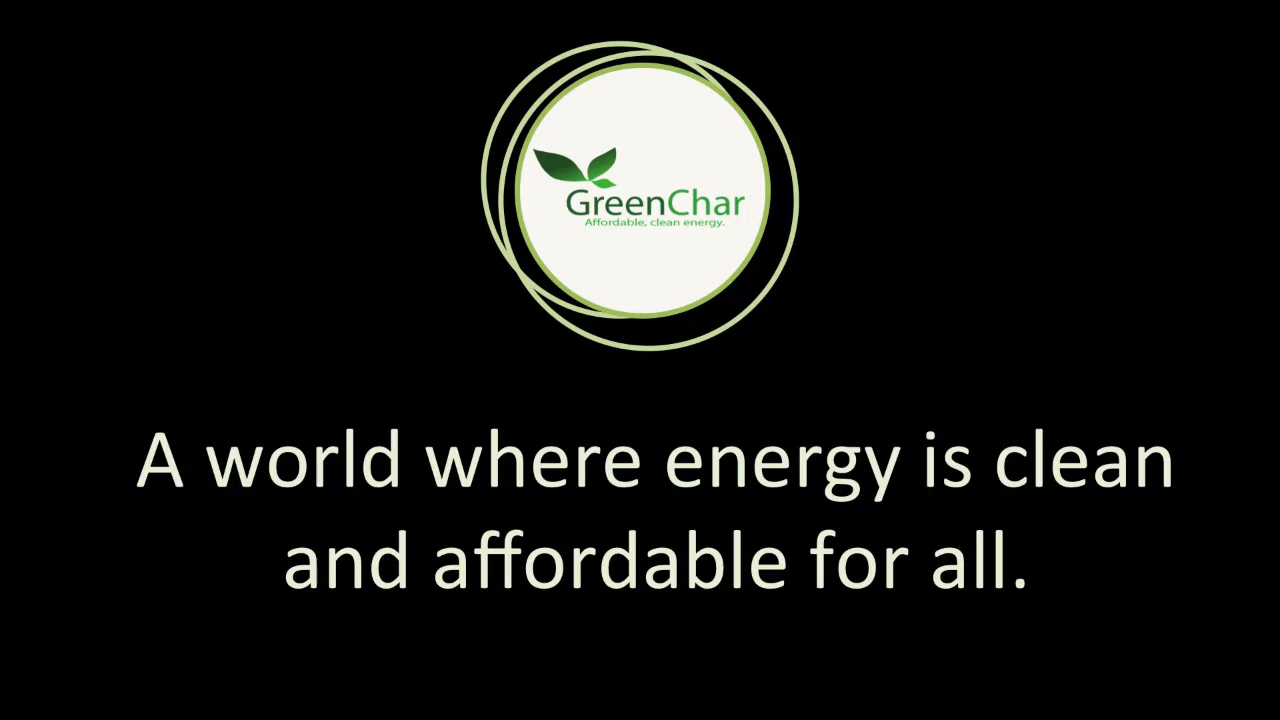 GreenChar
Affordable, clean energy.
A world where energy is clean
and affordable for all.